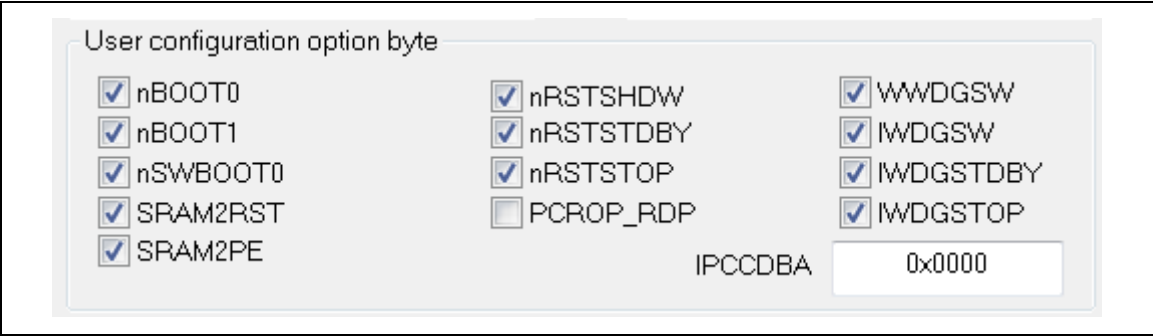 User configuration option byte
nBOOT0 nRSTSHDW WWDGSW
nBOOT1 nRSTSTDBY IWDGSW
nSWBOOT0 nRSTSTOP IWDGSTDBY
SRAM2RST PCROP_RDP IWDGSTOP
SRAM2PE IPCCDBA 0x0000